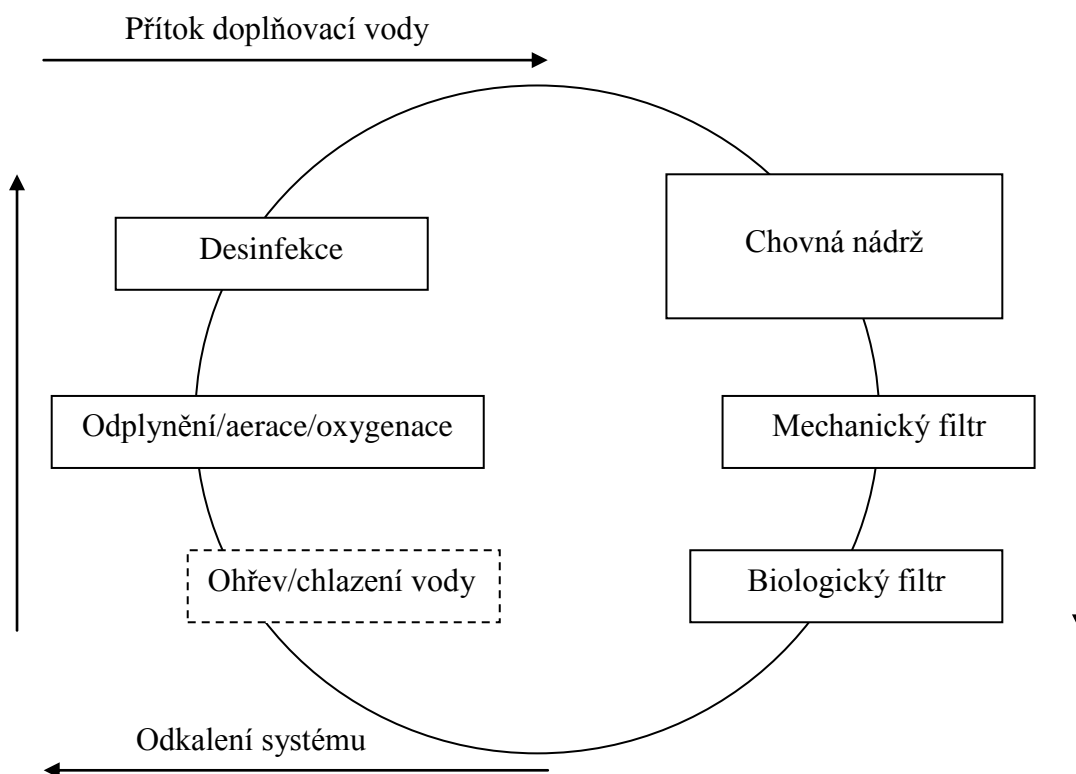 Přítok doplňovací vody
Desinfekce
Chovná nádrž
Odplynění/aerace/oxygenace
Mechanický filtr
Ohřev/chlazení vody
Biologický filtr
Odkalení systému